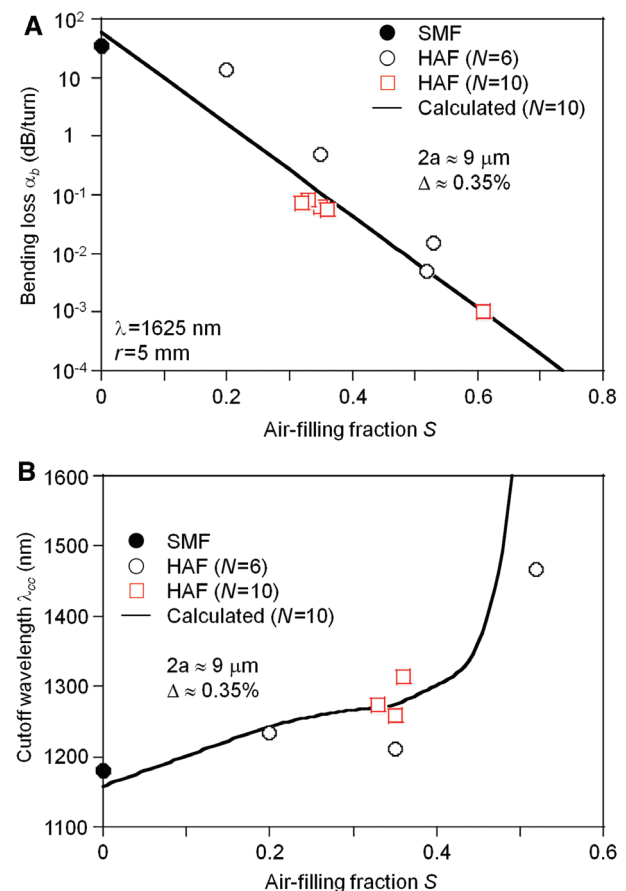 A
10²
10
1
10⁻¹
10⁻²
10⁻³
10⁻⁴
Bending loss α_b (dB/turn)
SMF
HAF (N=6)
HAF (N=10)
Calculated (N=10)
2a ≈ 9 μm
Δ ≈ 0.35%
λ=1625 nm
r=5 mm
0 0.2 0.4 0.6 0.8
Air-filling fraction S
B
1600
1500
1400
1300
1200
1100
Cutoff wavelength λ_cc (nm)
SMF
HAF (N=6)
HAF (N=10)
Calculated (N=10)
2a ≈ 9 μm
Δ ≈ 0.35%
0 0.2 0.4 0.6
Air-filling fraction S